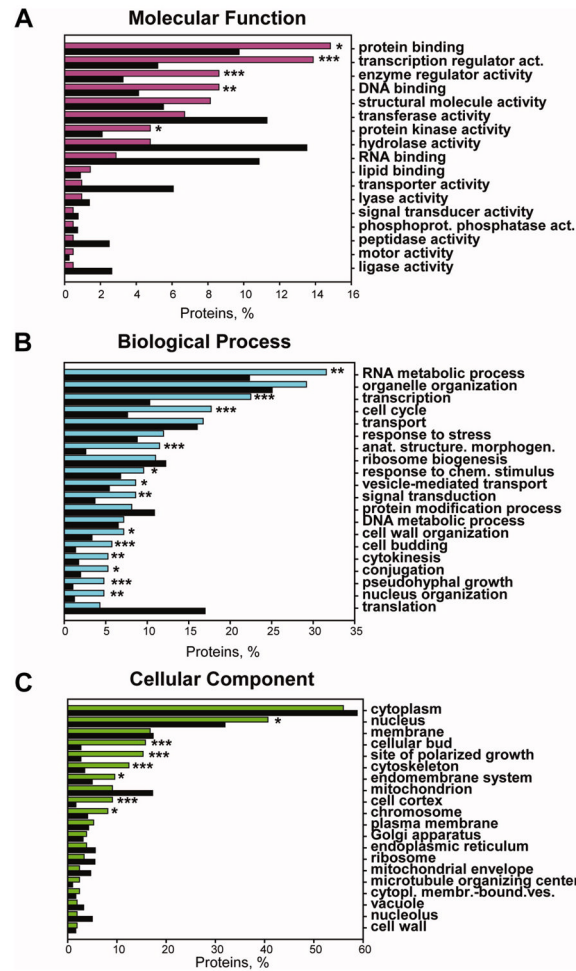 A
Molecular Function
* protein binding
*** transcription regulator act.
*** enzyme regulator activity
** DNA binding
structural molecule activity
transferase activity
* protein kinase activity
hydrolase activity
RNA binding
lipid binding
transporter activity
lyase activity
signal transducer activity
phosphoprot. phosphatase act.
peptidase activity
motor activity
ligase activity
0 2 4 6 8 10 12 14 16
Proteins, %
B
Biological Process
** RNA metabolic process
organelle organization
*** transcription
*** cell cycle
transport
response to stress
*** anat. structure. morphogen.
ribosome biogenesis
* response to chem. stimulus
* vesicle-mediated transport
** signal transduction
protein modification process
DNA metabolic process
* cell wall organization
*** cell budding
** cytokinesis
* conjugation
*** pseudohyphal growth
** nucleus organization
translation
0 5 10 15 20 25 30 35
Proteins, %
C
Cellular Component
cytoplasm
* nucleus
membrane
*** cellular bud
*** site of polarized growth
*** cytoskeleton
* endomembrane system
mitochondrion
*** cell cortex
* chromosome
plasma membrane
Golgi apparatus
endoplasmic reticulum
ribosome
mitochondrial envelope
microtubule organizing center
cytopl. membr.-bound.ves.
vacuole
nucleolus
cell wall
0 10 20 30 40 50 60
Proteins, %